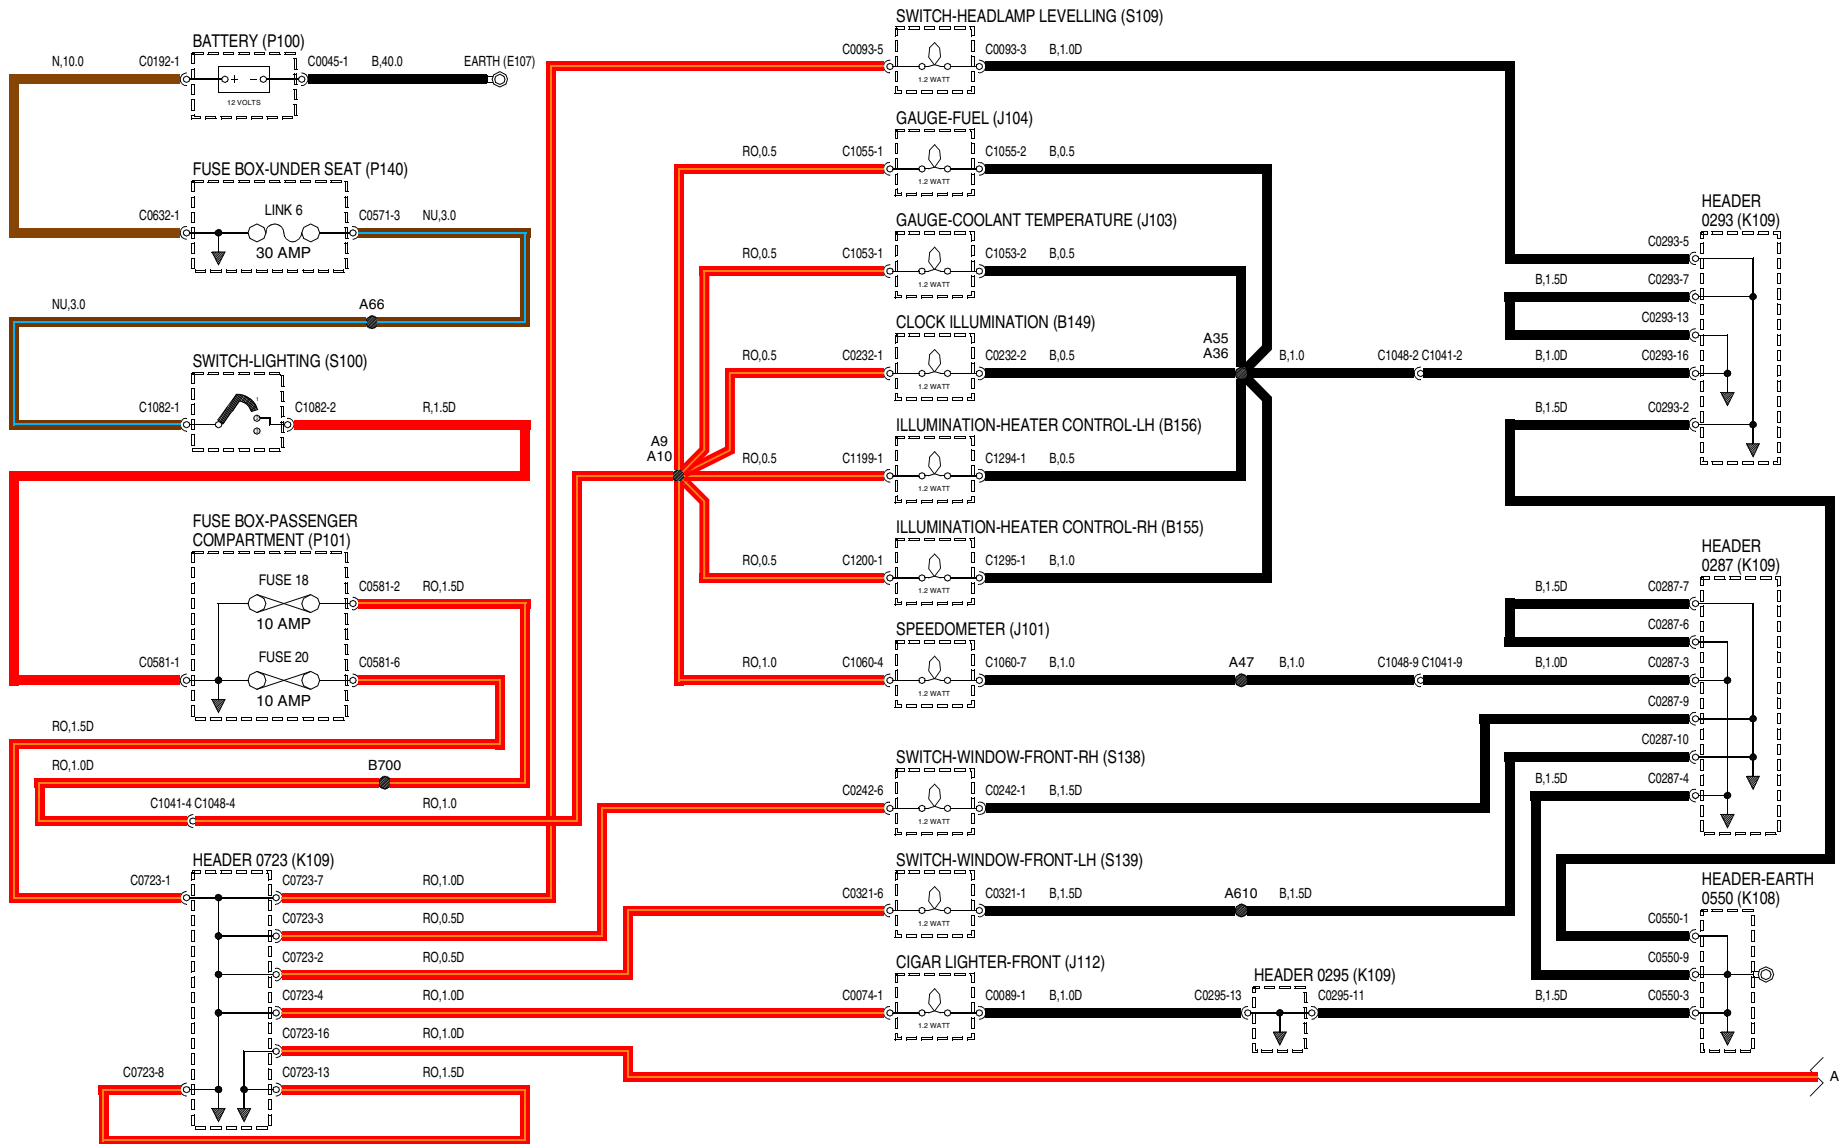 BATTERY (P100)
N,10.0
C0192-1
C0045-1
B,40.0
EARTH (E107)
+ -
12 VOLTS
FUSE BOX-UNDER SEAT (P140)
C0632-1
LINK 6
30 AMP
C0571-3
NU,3.0
NU,3.0
A66
SWITCH-LIGHTING (S100)
C1082-1
C1082-2
R,1.5D
FUSE BOX-PASSENGER
COMPARTMENT (P101)
FUSE 18
10 AMP
C0581-2
RO,1.5D
C0581-1
FUSE 20
10 AMP
C0581-6
RO,1.5D
RO,1.0D
B700
C1041-4 C1048-4
RO,1.0
HEADER 0723 (K109)
C0723-1
C0723-7
RO,1.0D
C0723-3
RO,0.5D
C0723-2
RO,0.5D
C0723-4
RO,1.0D
C0723-16
RO,1.0D
C0723-8
C0723-13
RO,1.5D
A9
A10
SWITCH-HEADLAMP LEVELLING (S109)
C0093-5
1.2 WATT
C0093-3
B,1.0D
GAUGE-FUEL (J104)
RO,0.5
C1055-1
1.2 WATT
C1055-2
B,0.5
GAUGE-COOLANT TEMPERATURE (J103)
RO,0.5
C1053-1
1.2 WATT
C1053-2
B,0.5
CLOCK ILLUMINATION (B149)
RO,0.5
C0232-1
1.2 WATT
C0232-2
B,0.5
A35
A36
B,1.0
C1048-2 C1041-2
B,1.0D
ILLUMINATION-HEATER CONTROL-LH (B156)
RO,0.5
C1199-1
1.2 WATT
C1294-1
B,0.5
ILLUMINATION-HEATER CONTROL-RH (B155)
RO,0.5
C1200-1
1.2 WATT
C1295-1
B,1.0
SPEEDOMETER (J101)
RO,1.0
C1060-4
1.2 WATT
C1060-7
B,1.0
A47
B,1.0
C1048-9 C1041-9
B,1.0D
SWITCH-WINDOW-FRONT-RH (S138)
C0242-6
1.2 WATT
C0242-1
B,1.5D
SWITCH-WINDOW-FRONT-LH (S139)
C0321-6
1.2 WATT
C0321-1
B,1.5D
A610
B,1.5D
CIGAR LIGHTER-FRONT (J112)
C0074-1
1.2 WATT
C0089-1
B,1.0D
HEADER 0295 (K109)
C0295-13
C0295-11
B,1.5D
HEADER
0293 (K109)
C0293-5
B,1.5D
C0293-7
C0293-13
C0293-16
B,1.5D
C0293-2
HEADER
0287 (K109)
B,1.5D
C0287-7
C0287-6
C0287-3
C0287-9
C0287-10
B,1.5D
C0287-4
HEADER-EARTH
0550 (K108)
C0550-1
C0550-9
C0550-3
A